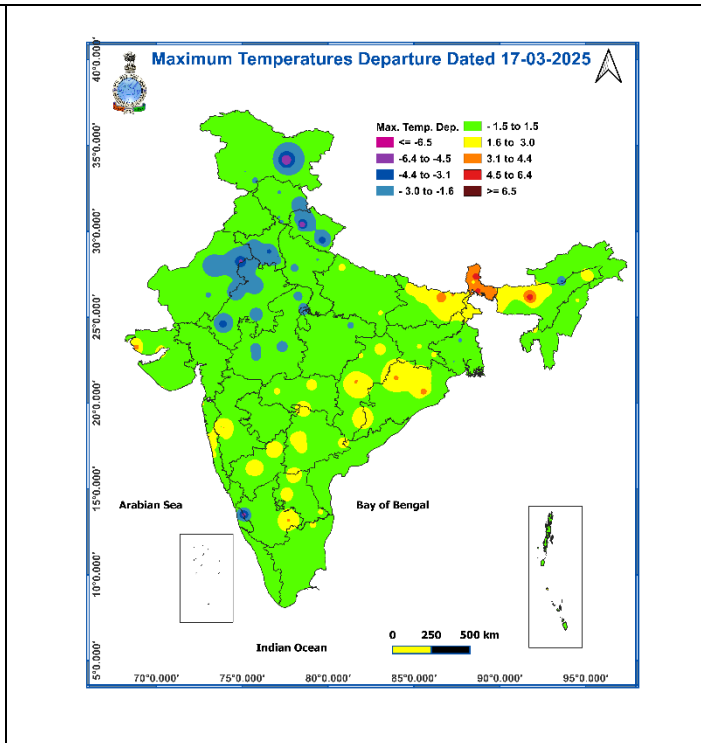 Maximum Temperatures Departure Dated 17-03-2025
Max. Temp. Dep.
<= -6.5
-6.4 to -4.5
-4.4 to -3.1
- 3.0 to -1.6
- 1.5 to 1.5
1.6 to 3.0
3.1 to 4.4
4.5 to 6.4
>= 6.5
40°0.000'
35°0.000'
30°0.000'
25°0.000'
20°0.000'
15°0.000'
10°0.000'
5°0.000'
Arabian Sea
Bay of Bengal
Indian Ocean
0 250 500 km
70°0.000' 75°0.000' 80°0.000' 85°0.000' 90°0.000' 95°0.000'